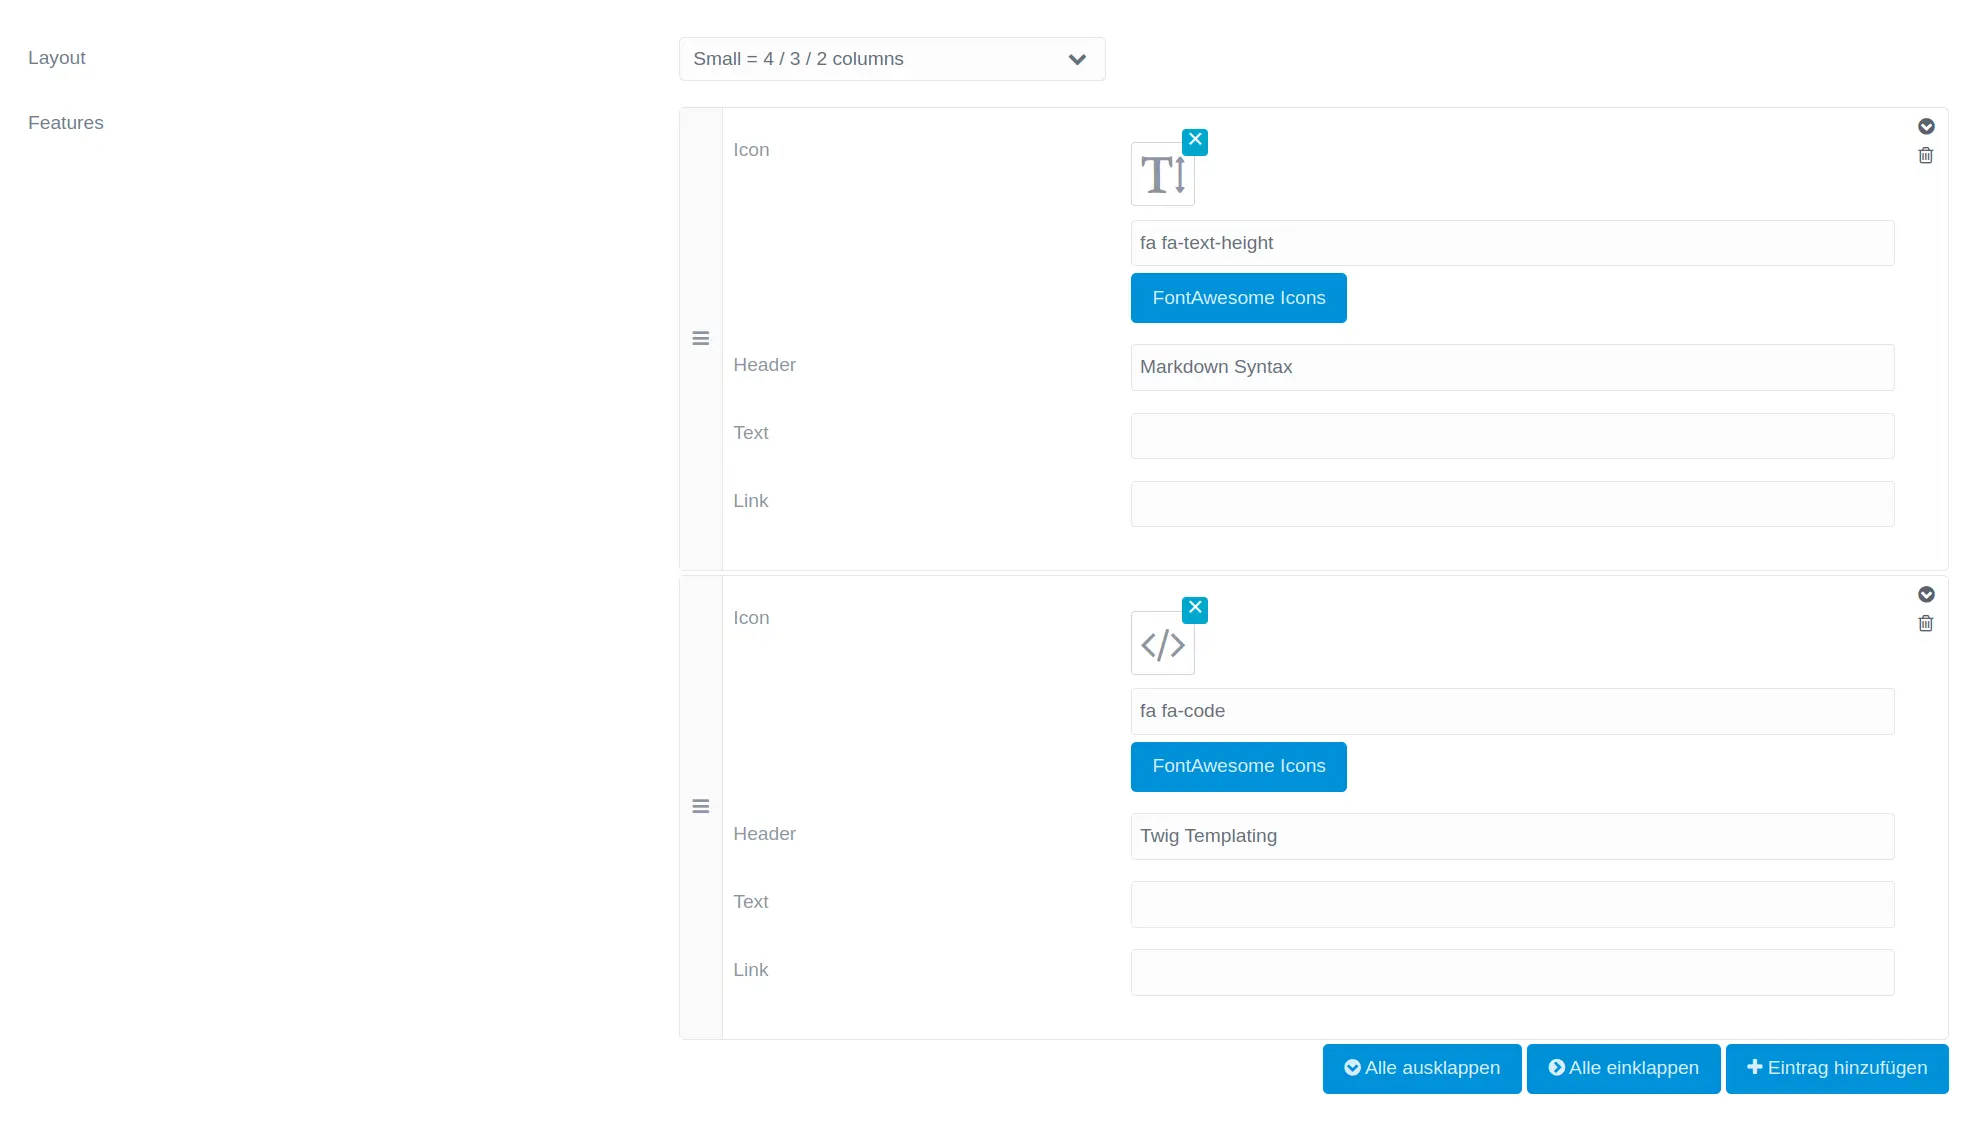 Layout
Small = 4 / 3 / 2 columns
Features
Icon
fa fa-text-height
FontAwesome Icons
Header
Markdown Syntax
Text
Link
Icon
fa fa-code
FontAwesome Icons
Header
Twig Templating
Text
Link
Alle ausklappen
Alle einklappen
Eintrag hinzufügen